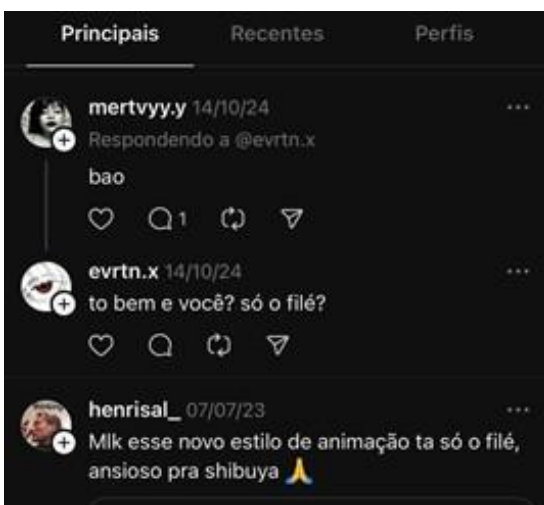 Principais Recentes Perfis
mertvyy.y 14/10/24
Respondendo a @evrtn.x
bao
1
evrtn.x 14/10/24
to bem e você? só o filé?
henrisal_ 07/07/23
Mlk esse novo estilo de animação ta só o filé,
ansioso pra shibuya 🙏